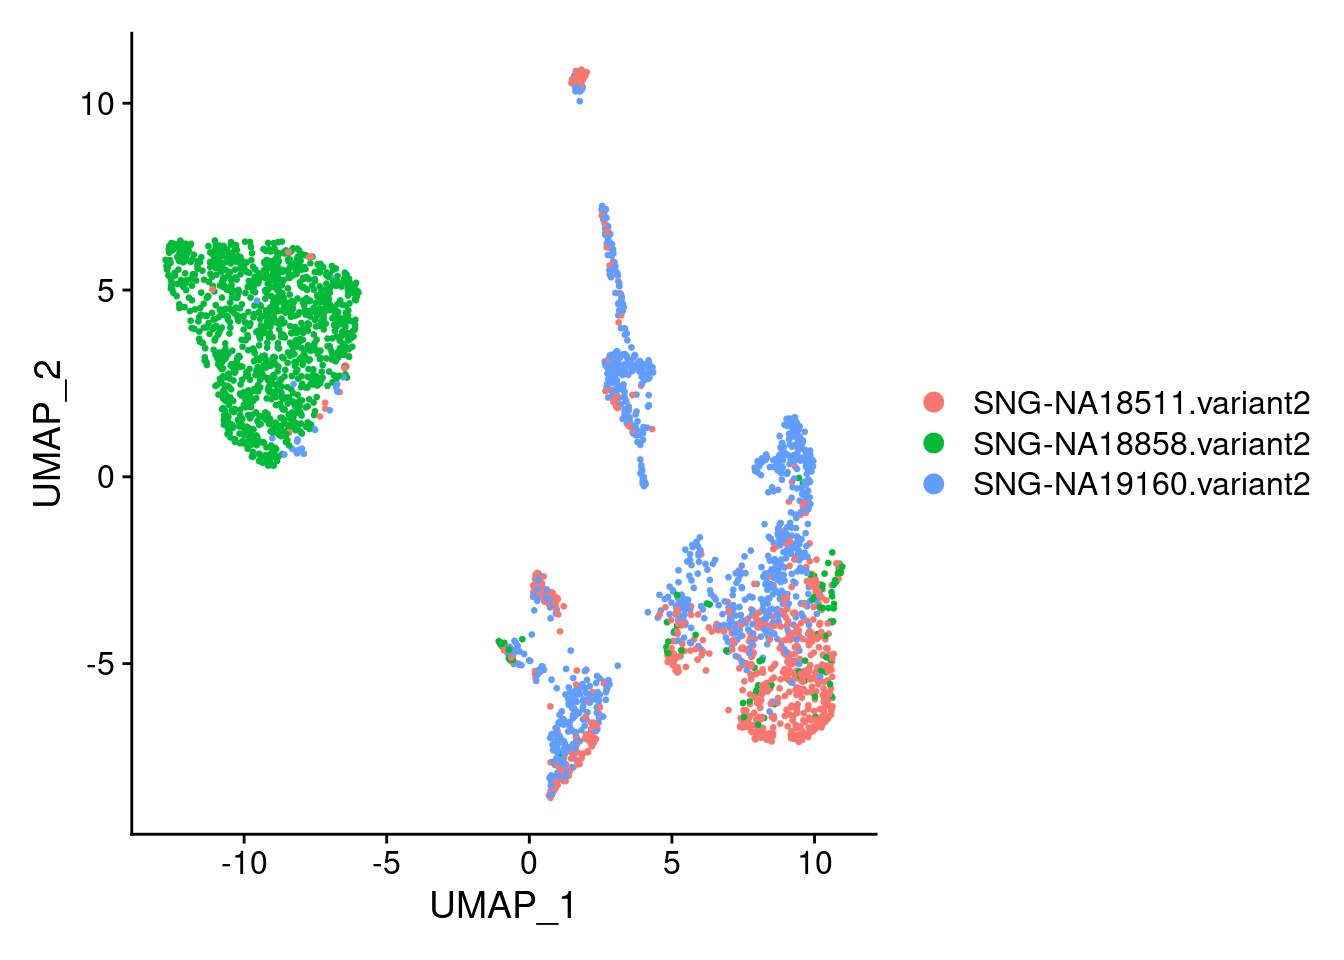 10
5
0
-5
UMAP_2
-10 -5 0 5 10
UMAP_1
SNG-NA18511.variant2
SNG-NA18858.variant2
SNG-NA19160.variant2